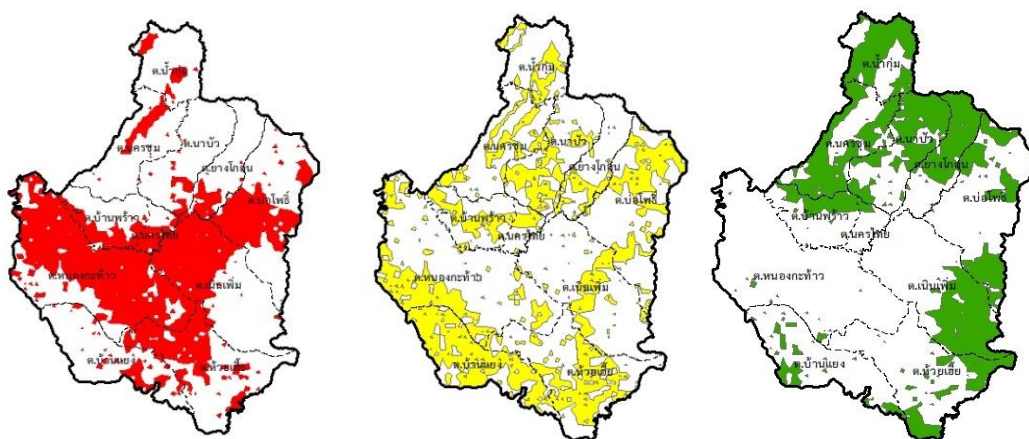 ต.น้ำกุ่ม
ต.นาบัว
ต.นครชุม
ต.ยางโกลน
ต.บ่อโพธิ์
ต.บ้านพร้าว
ต.นครไทย
ต.หนองกะท้าว
ต.เนินเพิ่ม
ต.บ้านแยง
ต.ห้วยเฮี้ย
ต.น้ำกุ่ม
ต.นาบัว
ต.นครชุม
ต.ยางโกลน
ต.บ่อโพธิ์
ต.บ้านพร้าว
ต.นครไทย
ต.หนองกะท้าว
ต.เนินเพิ่ม
ต.บ้านแยง
ต.ห้วยเฮี้ย
ต.น้ำกุ่ม
ต.นาบัว
ต.นครชุม
ต.ยางโกลน
ต.บ่อโพธิ์
ต.บ้านพร้าว
ต.นครไทย
ต.หนองกะท้าว
ต.เนินเพิ่ม
ต.บ้านแยง
ต.ห้วยเฮี้ย